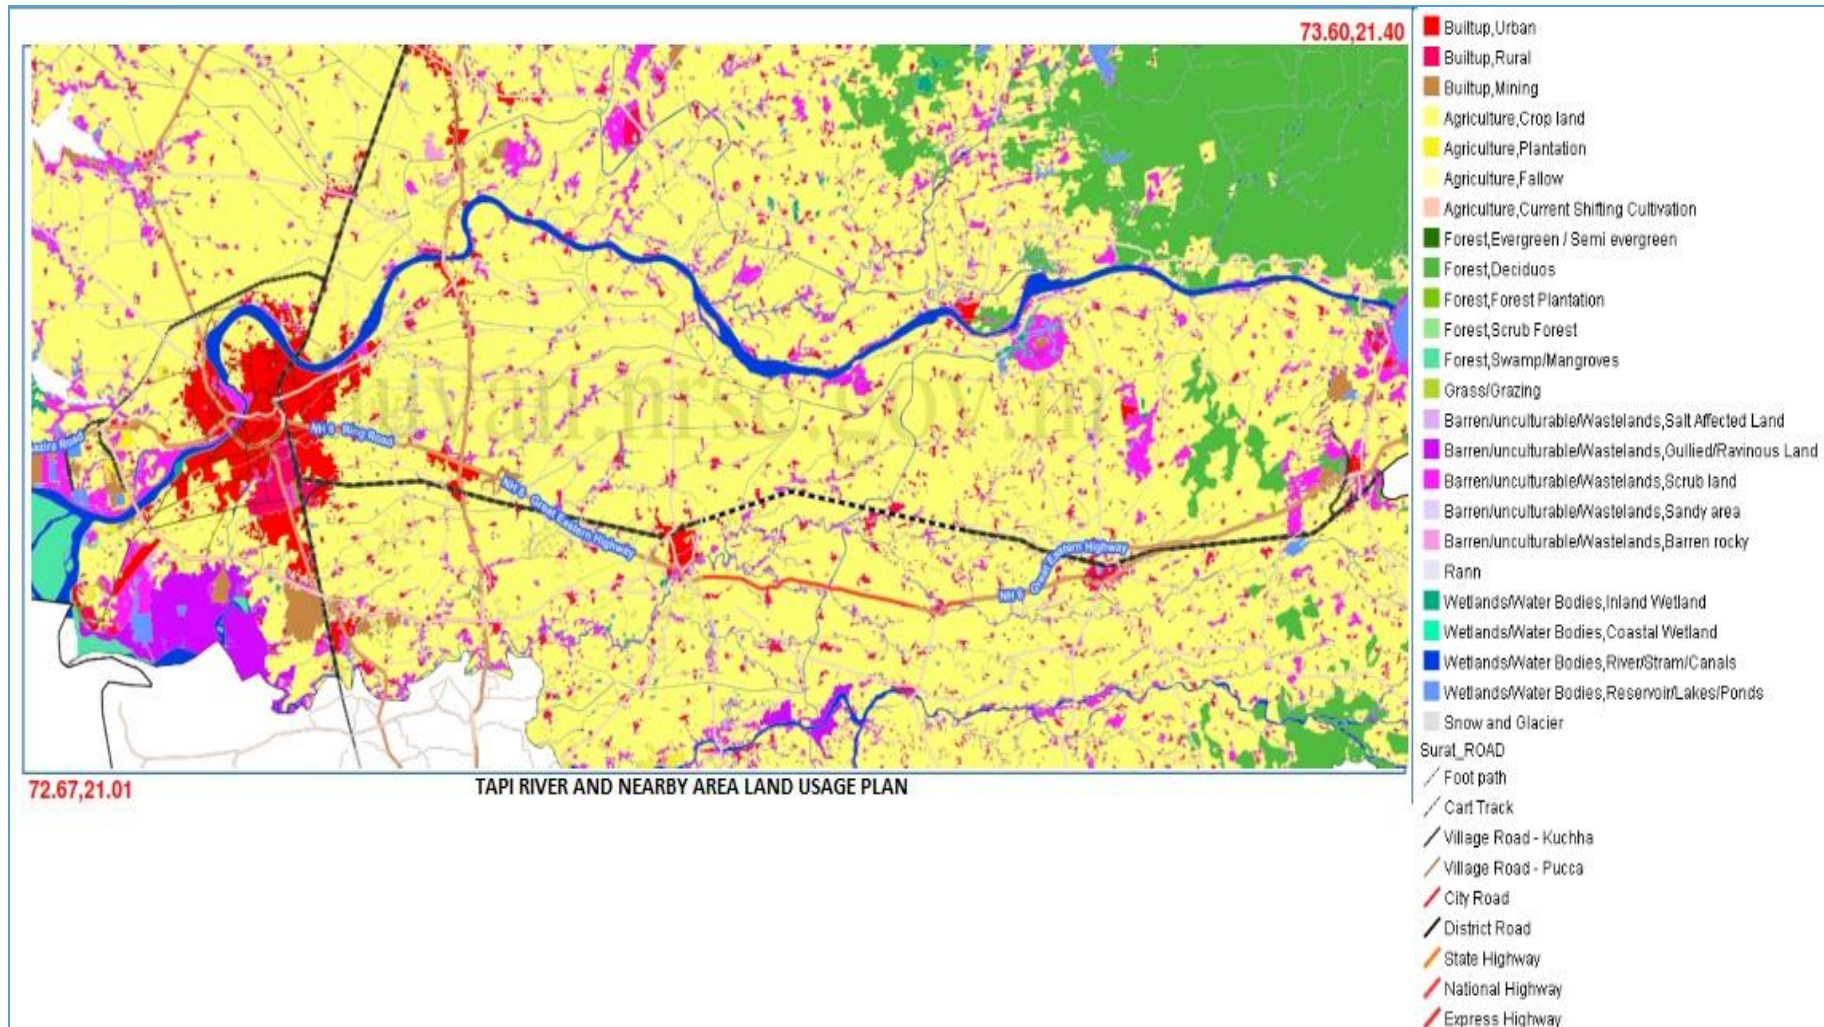 73.60,21.40
bhuvan.nrsc.gov.in
Ring Road
NH 6
NH 6
Great Eastern Highway
NH 6
Great Eastern Highway
72.67,21.01
TAPI RIVER AND NEARBY AREA LAND USAGE PLAN
Builtup,Urban
Builtup,Rural
Builtup,Mining
Agriculture,Crop land
Agriculture,Plantation
Agriculture,Fallow
Agriculture,Current Shifting Cultivation
Forest,Evergreen / Semi evergreen
Forest,Deciduos
Forest,Forest Plantation
Forest,Scrub Forest
Forest,Swamp/Mangroves
Grass/Grazing
Barren/unculturable/Wastelands,Salt Affected Land
Barren/unculturable/Wastelands,Gullied/Ravinous Land
Barren/unculturable/Wastelands,Scrub land
Barren/unculturable/Wastelands,Sandy area
Barren/unculturable/Wastelands,Barren rocky
Rann
Wetlands/Water Bodies,Inland Wetland
Wetlands/Water Bodies,Coastal Wetland
Wetlands/Water Bodies,River/Stram/Canals
Wetlands/Water Bodies,Reservoir/Lakes/Ponds
Snow and Glacier
Surat_ROAD
Foot path
Cart Track
Village Road - Kuchha
Village Road - Pucca
City Road
District Road
State Highway
National Highway
Express Highway